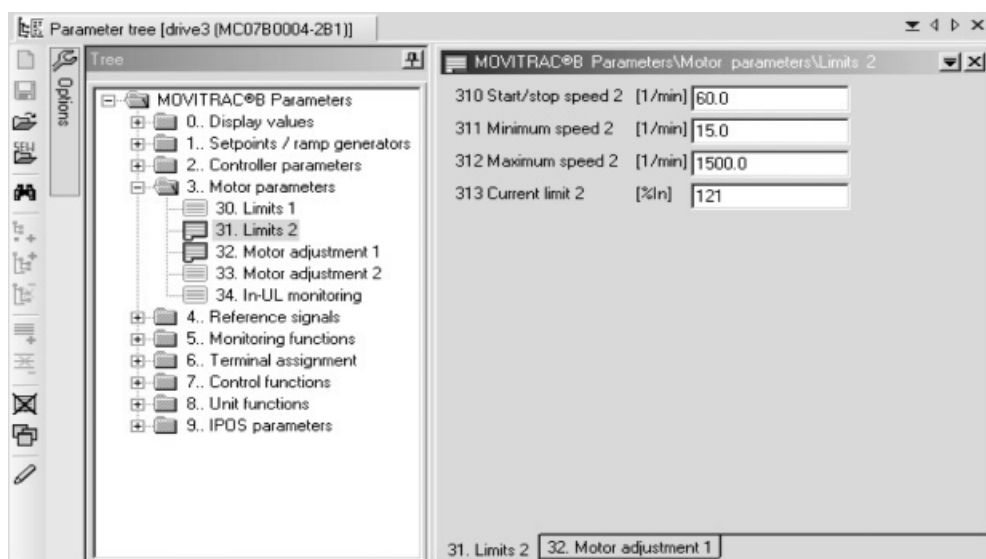 Parameter tree [drive3 (MC07B0004-2B1)]
Options
SEW
Tree
MOVITRAC®B Parameters
0.. Display values
1.. Setpoints / ramp generators
2.. Controller parameters
3.. Motor parameters
30. Limits 1
31. Limits 2
32. Motor adjustment 1
33. Motor adjustment 2
34. In-UL monitoring
4.. Reference signals
5.. Monitoring functions
6.. Terminal assignment
7.. Control functions
8.. Unit functions
9.. IPOS parameters
MOVITRAC®B Parameters\Motor parameters\Limits 2
310 Start/stop speed 2 [1/min] 60.0
311 Minimum speed 2 [1/min] 15.0
312 Maximum speed 2 [1/min] 1500.0
313 Current limit 2 [%In] 121
31. Limits 2 32. Motor adjustment 1